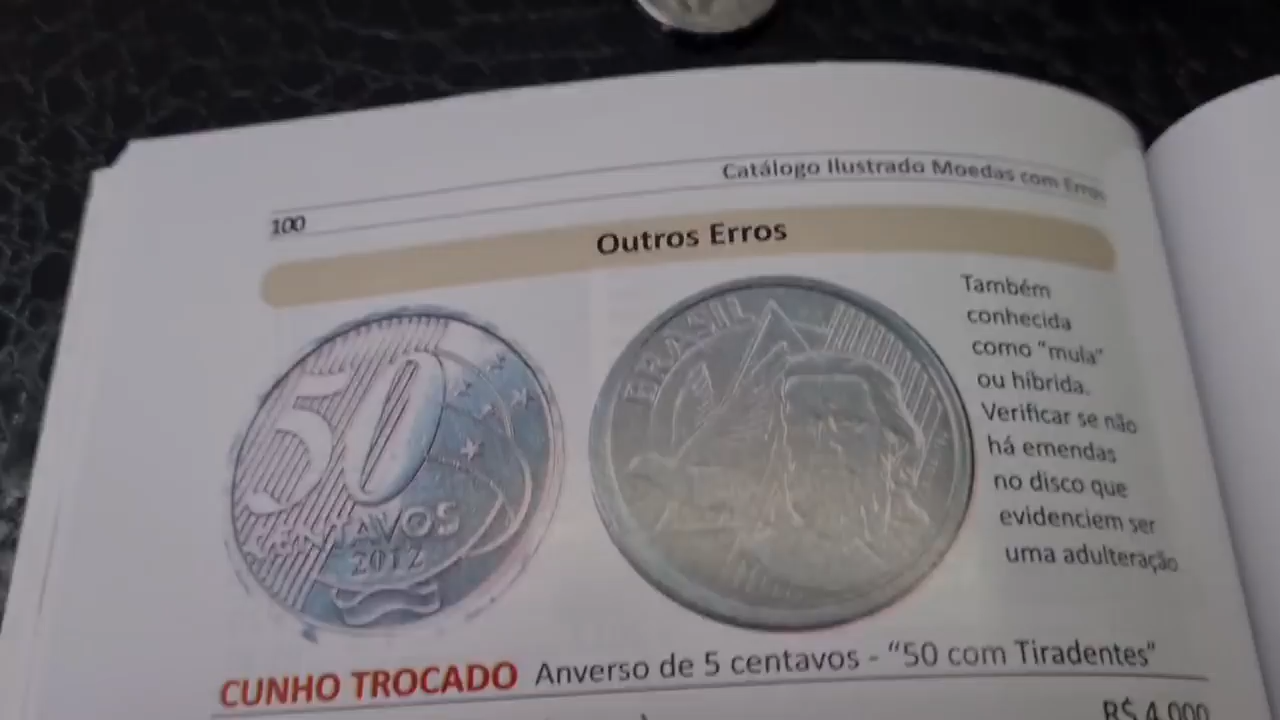 Catálogo Ilustrado Moedas com Erros
100
Outros Erros
50
CENTAVOS
2012
BRASIL
Também
conhecida
como "mula"
ou híbrida.
Verificar se não
há emendas
no disco que
evidenciem ser
uma adulteração
CUNHO TROCADO Anverso de 5 centavos - "50 com Tiradentes"
R$ 4.000